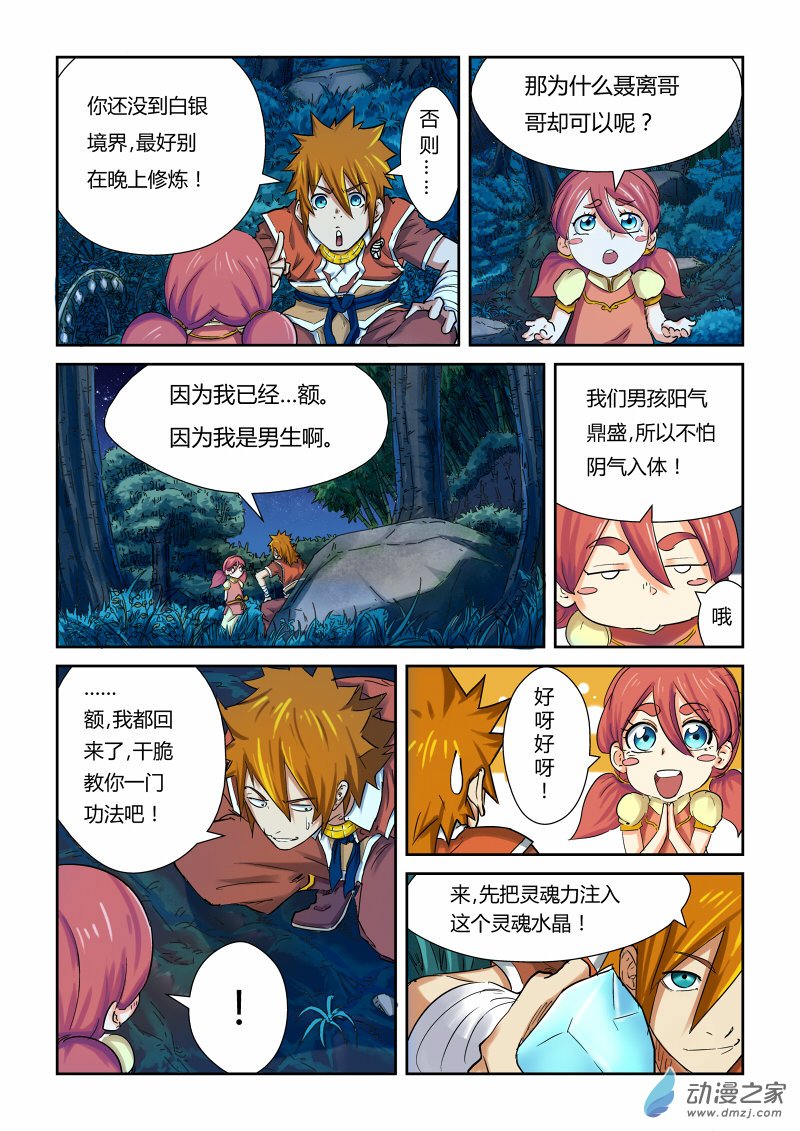 你还没到白银
境界,最好别
在晚上修炼！
否则……
那为什么聂离哥
哥却可以呢？
因为我已经…额。
因为我是男生啊。
我们男孩阳气
鼎盛,所以不怕
阴气入体！
哦
……
额,我都回
来了,干脆
教你一门
功法吧！
！
好呀好呀！
来,先把灵魂力注入
这个灵魂水晶！
动漫之家
www.dmzj.com